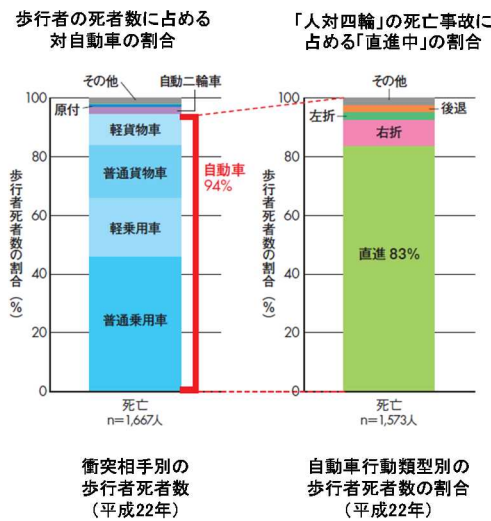 歩行者の死者数に占める
対自動車の割合
その他
原付
自動二輪車
軽貨物車
普通貨物車
軽乗用車
普通乗用車
自動車
94%
100
80
60
40
20
0
歩行者死者数の割合(%)
死亡
n=1,667人
衝突相手別の
歩行者死者数
(平成22年)
「人対四輪」の死亡事故に
占める「直進中」の割合
その他
後退
左折
右折
直進 83%
100
80
60
40
20
0
歩行者死者数の割合(%)
死亡
n=1,573人
自動車行動類型別の
歩行者死者数の割合
(平成22年)